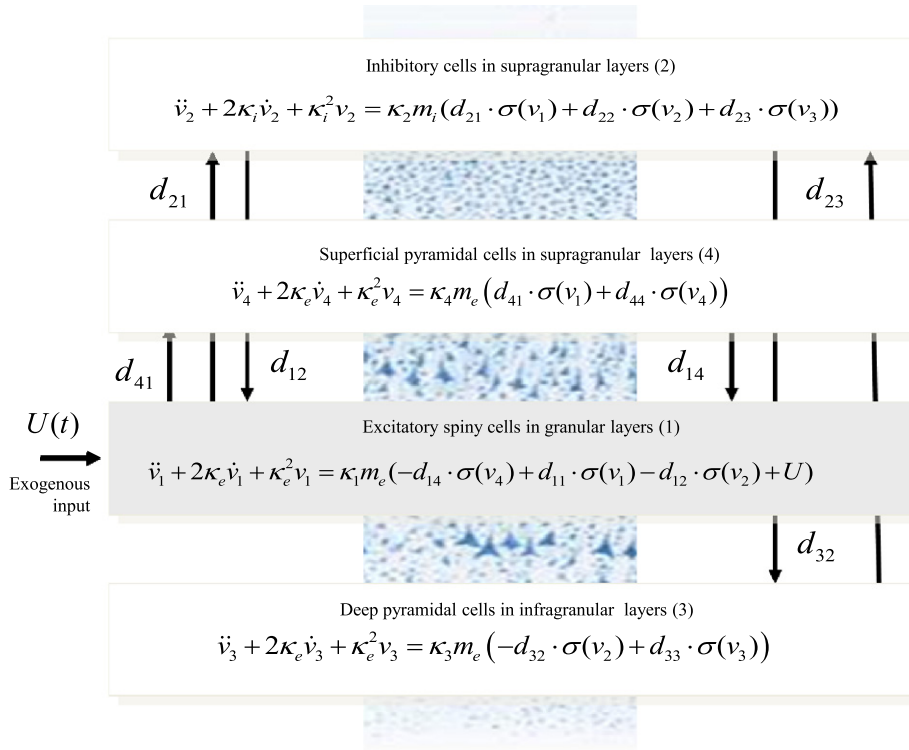 Inhibitory cells in supragranular layers (2)
v̈₂ + 2κᵢv̇₂ + κᵢ²v₂ = κ₂mᵢ(d₂₁ · σ(v₁) + d₂₂ · σ(v₂) + d₂₃ · σ(v₃))
d₂₁
d₂₃
Superficial pyramidal cells in supragranular layers (4)
v̈₄ + 2κₑv̇₄ + κₑ²v₄ = κ₄mₑ(d₄₁ · σ(v₁) + d₄₄ · σ(v₄))
d₄₁
d₁₂
d₁₄
U(t)
Exogenous
input
Excitatory spiny cells in granular layers (1)
v̈₁ + 2κₑv̇₁ + κₑ²v₁ = κ₁mₑ(−d₁₄ · σ(v₄) + d₁₁ · σ(v₁) − d₁₂ · σ(v₂) + U)
d₃₂
Deep pyramidal cells in infragranular layers (3)
v̈₃ + 2κₑv̇₃ + κₑ²v₃ = κ₃mₑ(−d₃₂ · σ(v₂) + d₃₃ · σ(v₃))